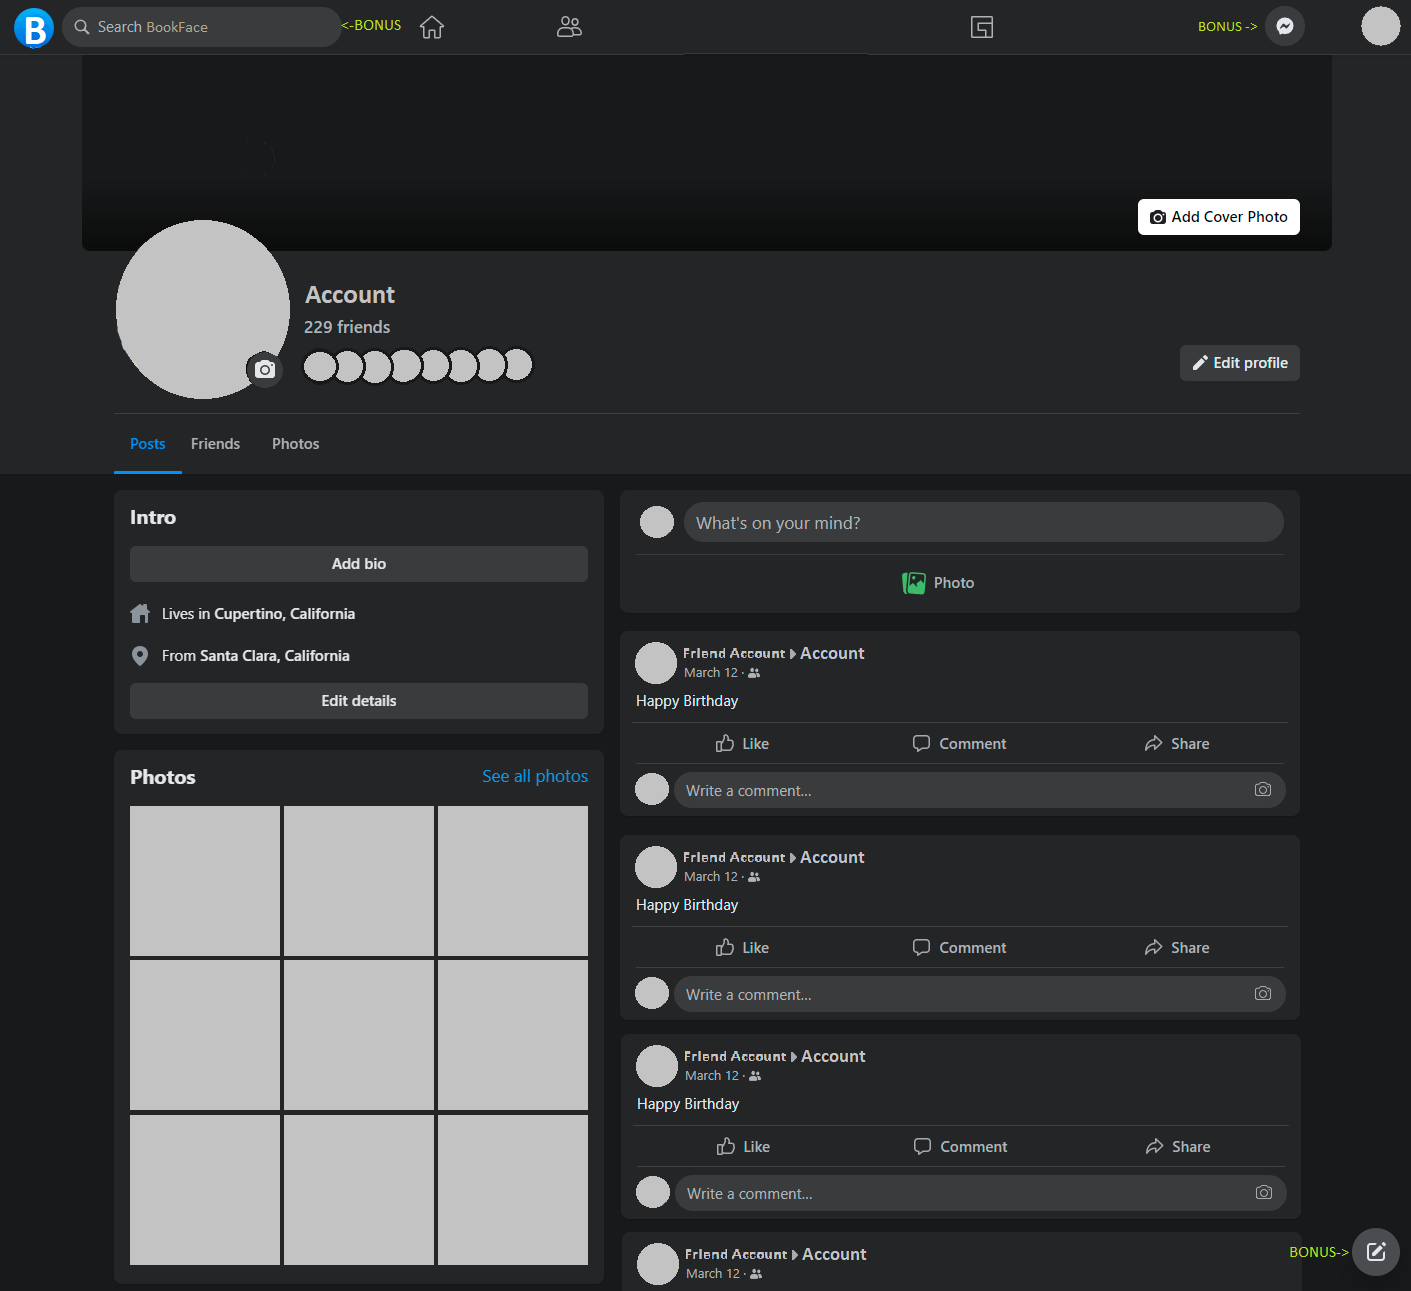 B
Search BookFace
<-BONUS
BONUS ->
Add Cover Photo
Account
229 friends
Edit profile
Posts
Friends
Photos
Intro
Add bio
Lives in Cupertino, California
From Santa Clara, California
Edit details
Photos
See all photos
What's on your mind?
Photo
Friend Account Account
March 12 ·
Happy Birthday
Like
Comment
Share
Write a comment...
Friend Account Account
March 12 ·
Happy Birthday
Like
Comment
Share
Write a comment...
Friend Account Account
March 12 ·
Happy Birthday
Like
Comment
Share
Write a comment...
Friend Account Account
March 12 ·
BONUS->